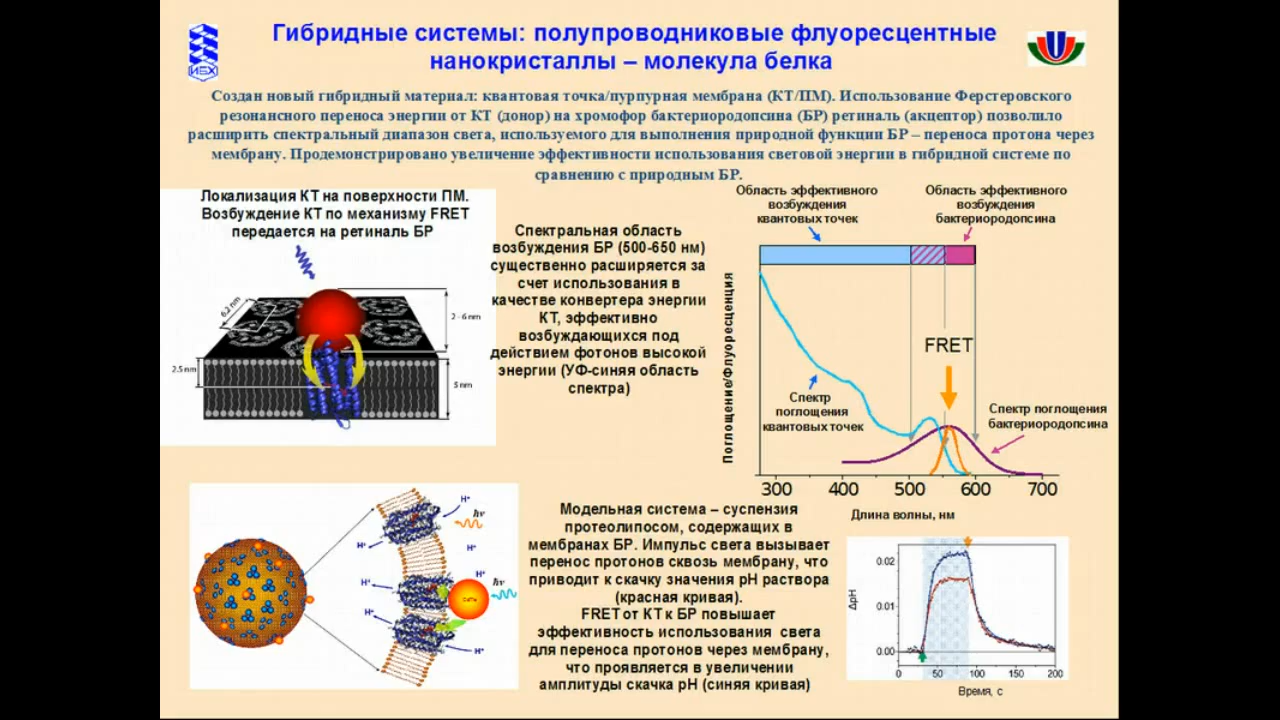 Гибридные системы: полупроводниковые флуоресцентные
нанокристаллы – молекула белка
ИБХ
Создан новый гибридный материал: квантовая точка/пурпурная мембрана (КТ/ПМ). Использование Ферстеровского
резонансного переноса энергии от КТ (донор) на хромофор бактериородопсина (БР) ретиналь (акцептор) позволило
расширить спектральный диапазон света, используемого для выполнения природной функции БР – переноса протона через
мембрану. Продемонстрировано увеличение эффективности использования световой энергии в гибридной системе по
сравнению с природным БР.
Локализация КТ на поверхности ПМ.
Возбуждение КТ по механизму FRET
передается на ретиналь БР
6.2 nm
2 - 6 nm
2.5 nm
5 nm
Спектральная область
возбуждения БР (500-650 нм)
существенно расширяется за
счет использования в
качестве конвертера энергии
КТ, эффективно
возбуждающихся под
действием фотонов высокой
энергии (УФ-синяя область
спектра)
Область эффективного
возбуждения
квантовых точек
Область эффективного
возбуждения
бактериородопсина
Поглощение/Флуоресценция
FRET
Спектр
поглощения
квантовых точек
Спектр поглощения
бактериородопсина
300 400 500 600 700
Длина волны, нм
H⁺
hν
H⁺
H⁺
H⁺
H⁺
hν
CdTe
H⁺
H⁺
Модельная система – суспензия
протеолипосом, содержащих в
мембранах БР. Импульс света вызывает
перенос протонов сквозь мембрану, что
приводит к скачку значения pH раствора
(красная кривая).
FRET от КТ к БР повышает
эффективность использования света
для переноса протонов через мембрану,
что проявляется в увеличении
амплитуды скачка pH (синяя кривая)
ΔpH
0.02
0.01
0.00
0 50 100 150 200
Время, с